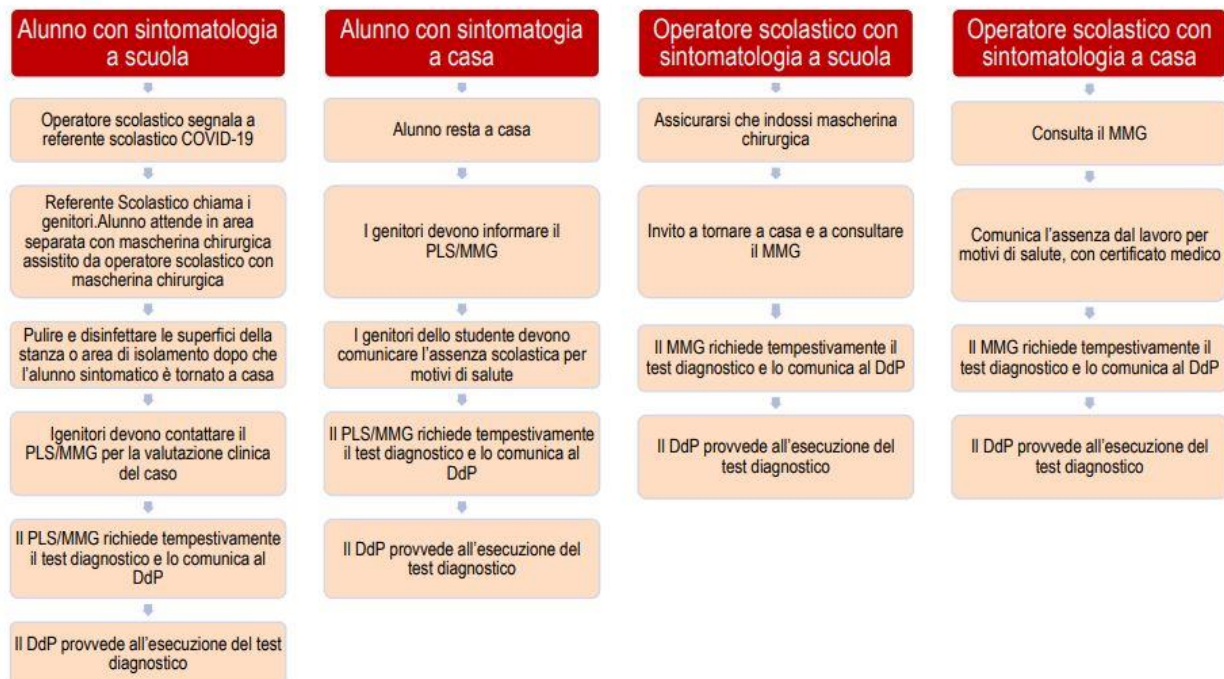 Alunno con sintomatologia
a scuola
Operatore scolastico segnala a
referente scolastico COVID-19
Referente Scolastico chiama i
genitori.Alunno attende in area
separata con mascherina chirurgica
assistito da operatore scolastico con
mascherina chirurgica
Pulire e disinfettare le superfici della
stanza o area di isolamento dopo che
l'alunno sintomatico è tornato a casa
Igenitori devono contattare il
PLS/MMG per la valutazione clinica
del caso
Il PLS/MMG richiede tempestivamente
il test diagnostico e lo comunica al
DdP
Il DdP provvede all'esecuzione del test
diagnostico
Alunno con sintomatogia
a casa
Alunno resta a casa
I genitori devono informare il
PLS/MMG
I genitori dello studente devono
comunicare l'assenza scolastica per
motivi di salute
Il PLS/MMG richiede tempestivamente
il test diagnostico e lo comunica al
DdP
Il DdP provvede all'esecuzione del
test diagnostico
Operatore scolastico con
sintomatologia a scuola
Assicurarsi che indossi mascherina
chirurgica
Invito a tornare a casa e a consultare
il MMG
Il MMG richiede tempestivamente il
test diagnostico e lo comunica al DdP
Il DdP provvede all'esecuzione del
test diagnostico
Operatore scolastico con
sintomatologia a casa
Consulta il MMG
Comunica l'assenza dal lavoro per
motivi di salute, con certificato medico
Il MMG richiede tempestivamente il
test diagnostico e lo comunica al DdP
Il DdP provvede all'esecuzione del
test diagnostico